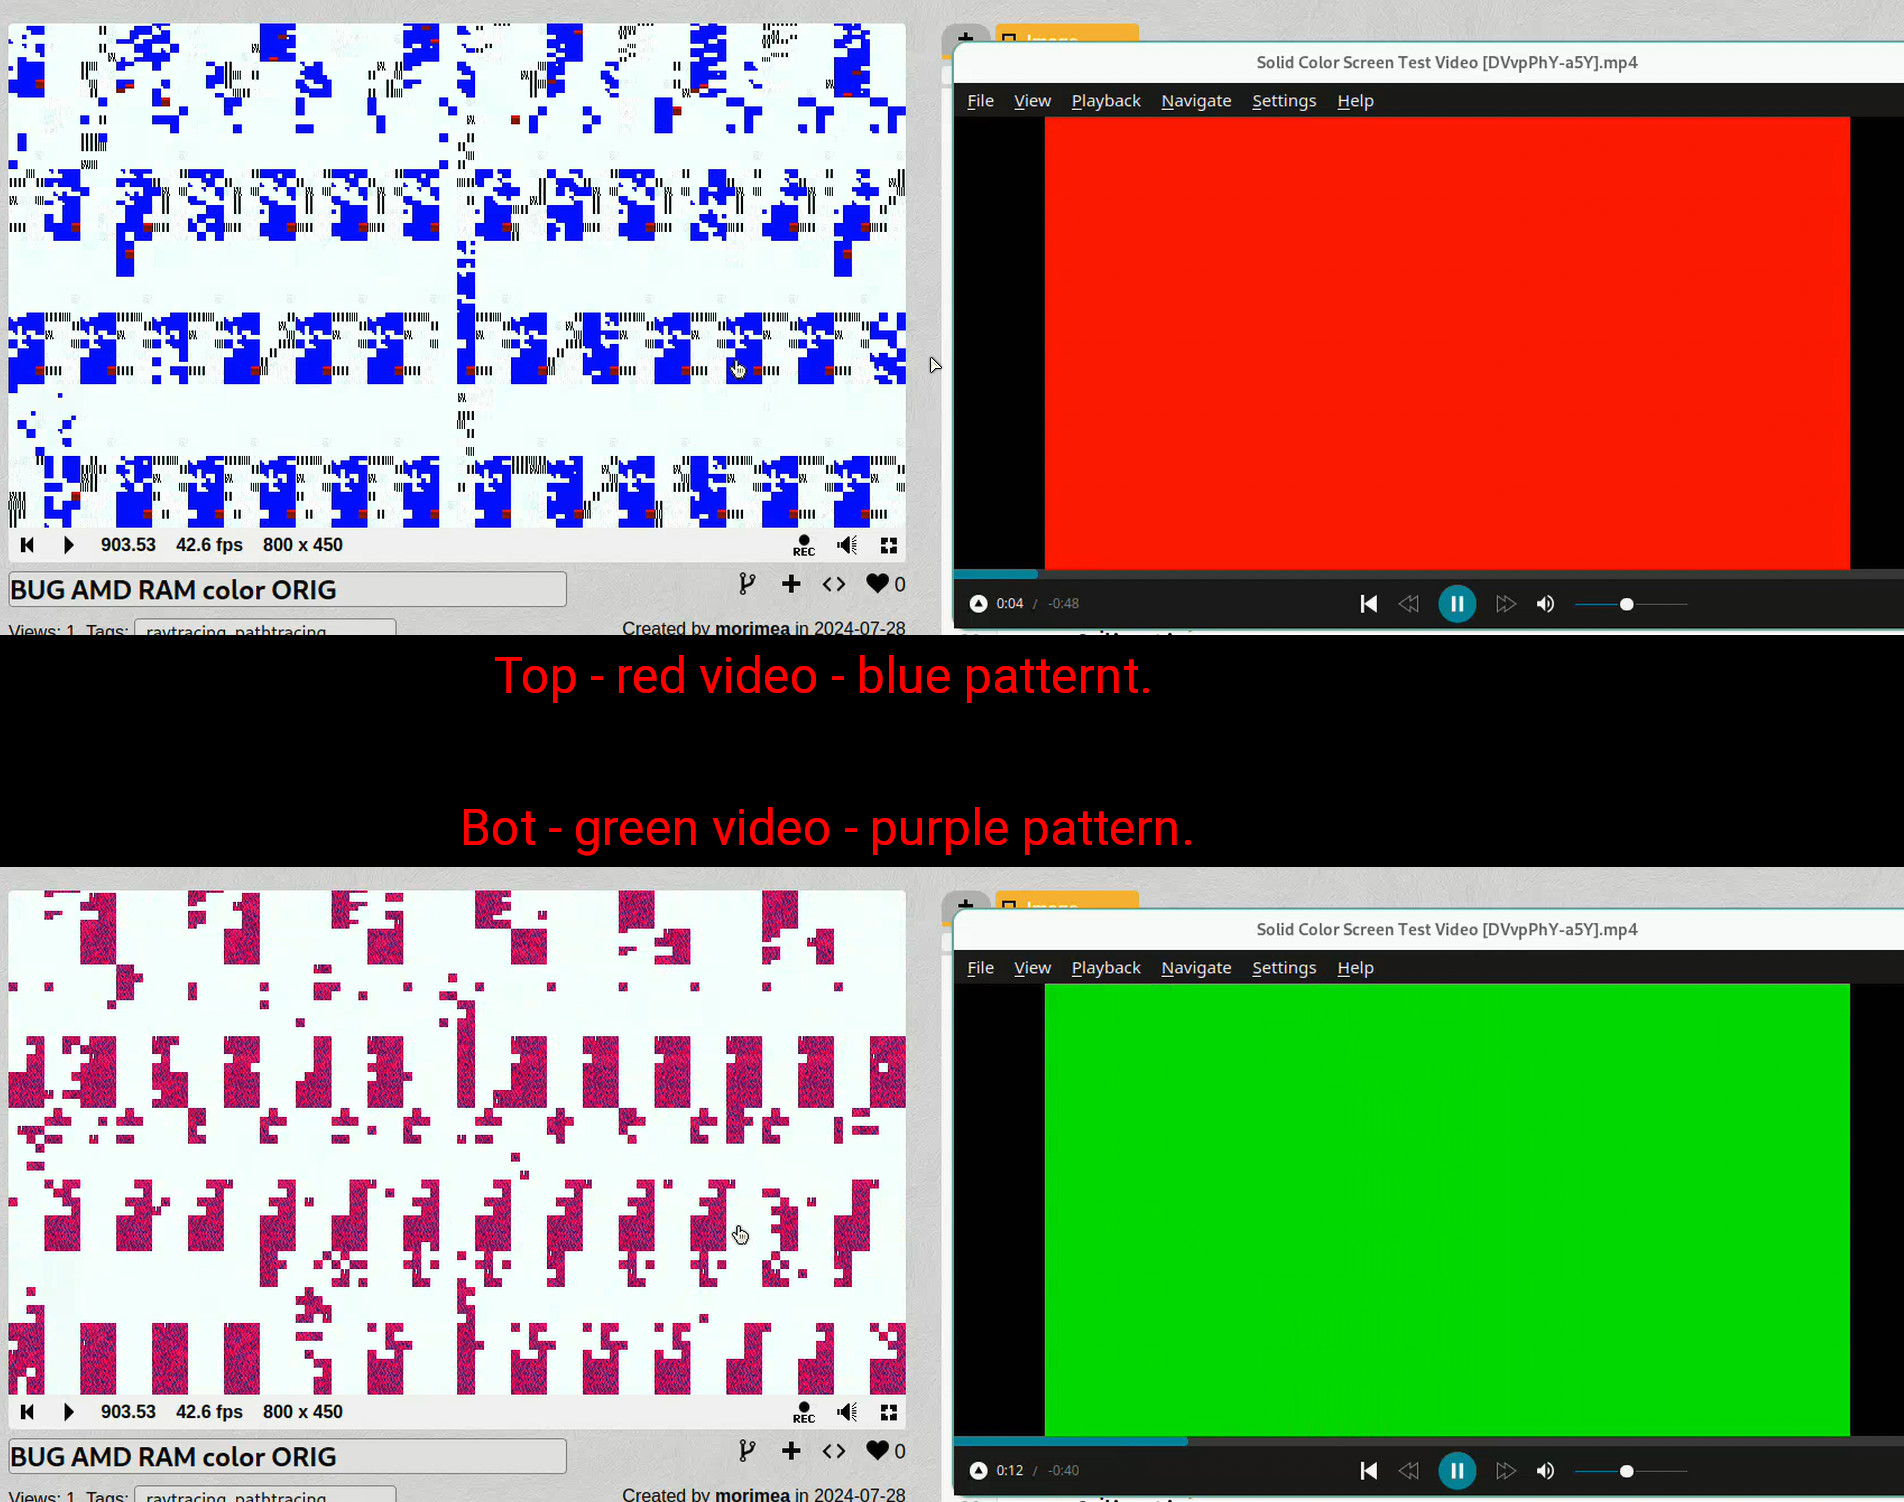 Image
Solid Color Screen Test Video [DVvpPhY-a5Y].mp4
File View Playback Navigate Settings Help
903.53 42.6 fps 800 x 450
REC
BUG AMD RAM color ORIG
0
Views: 1, Tags: raytracing, pathtracing
Created by morimea in 2024-07-28
0:04 / -0:48
Top - red video - blue patternt.
Bot - green video - purple pattern.
Image
Solid Color Screen Test Video [DVvpPhY-a5Y].mp4
File View Playback Navigate Settings Help
903.53 42.6 fps 800 x 450
REC
BUG AMD RAM color ORIG
0
Views: 1, Tags: raytracing, pathtracing
Created by morimea in 2024-07-28
0:12 / -0:40